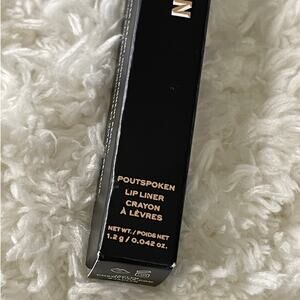 N
POUTSPOKEN
LIP LINER
CRAYON
À LÈVRES
NET WT. / POIDS NET
1.2 g / 0.042 oz.